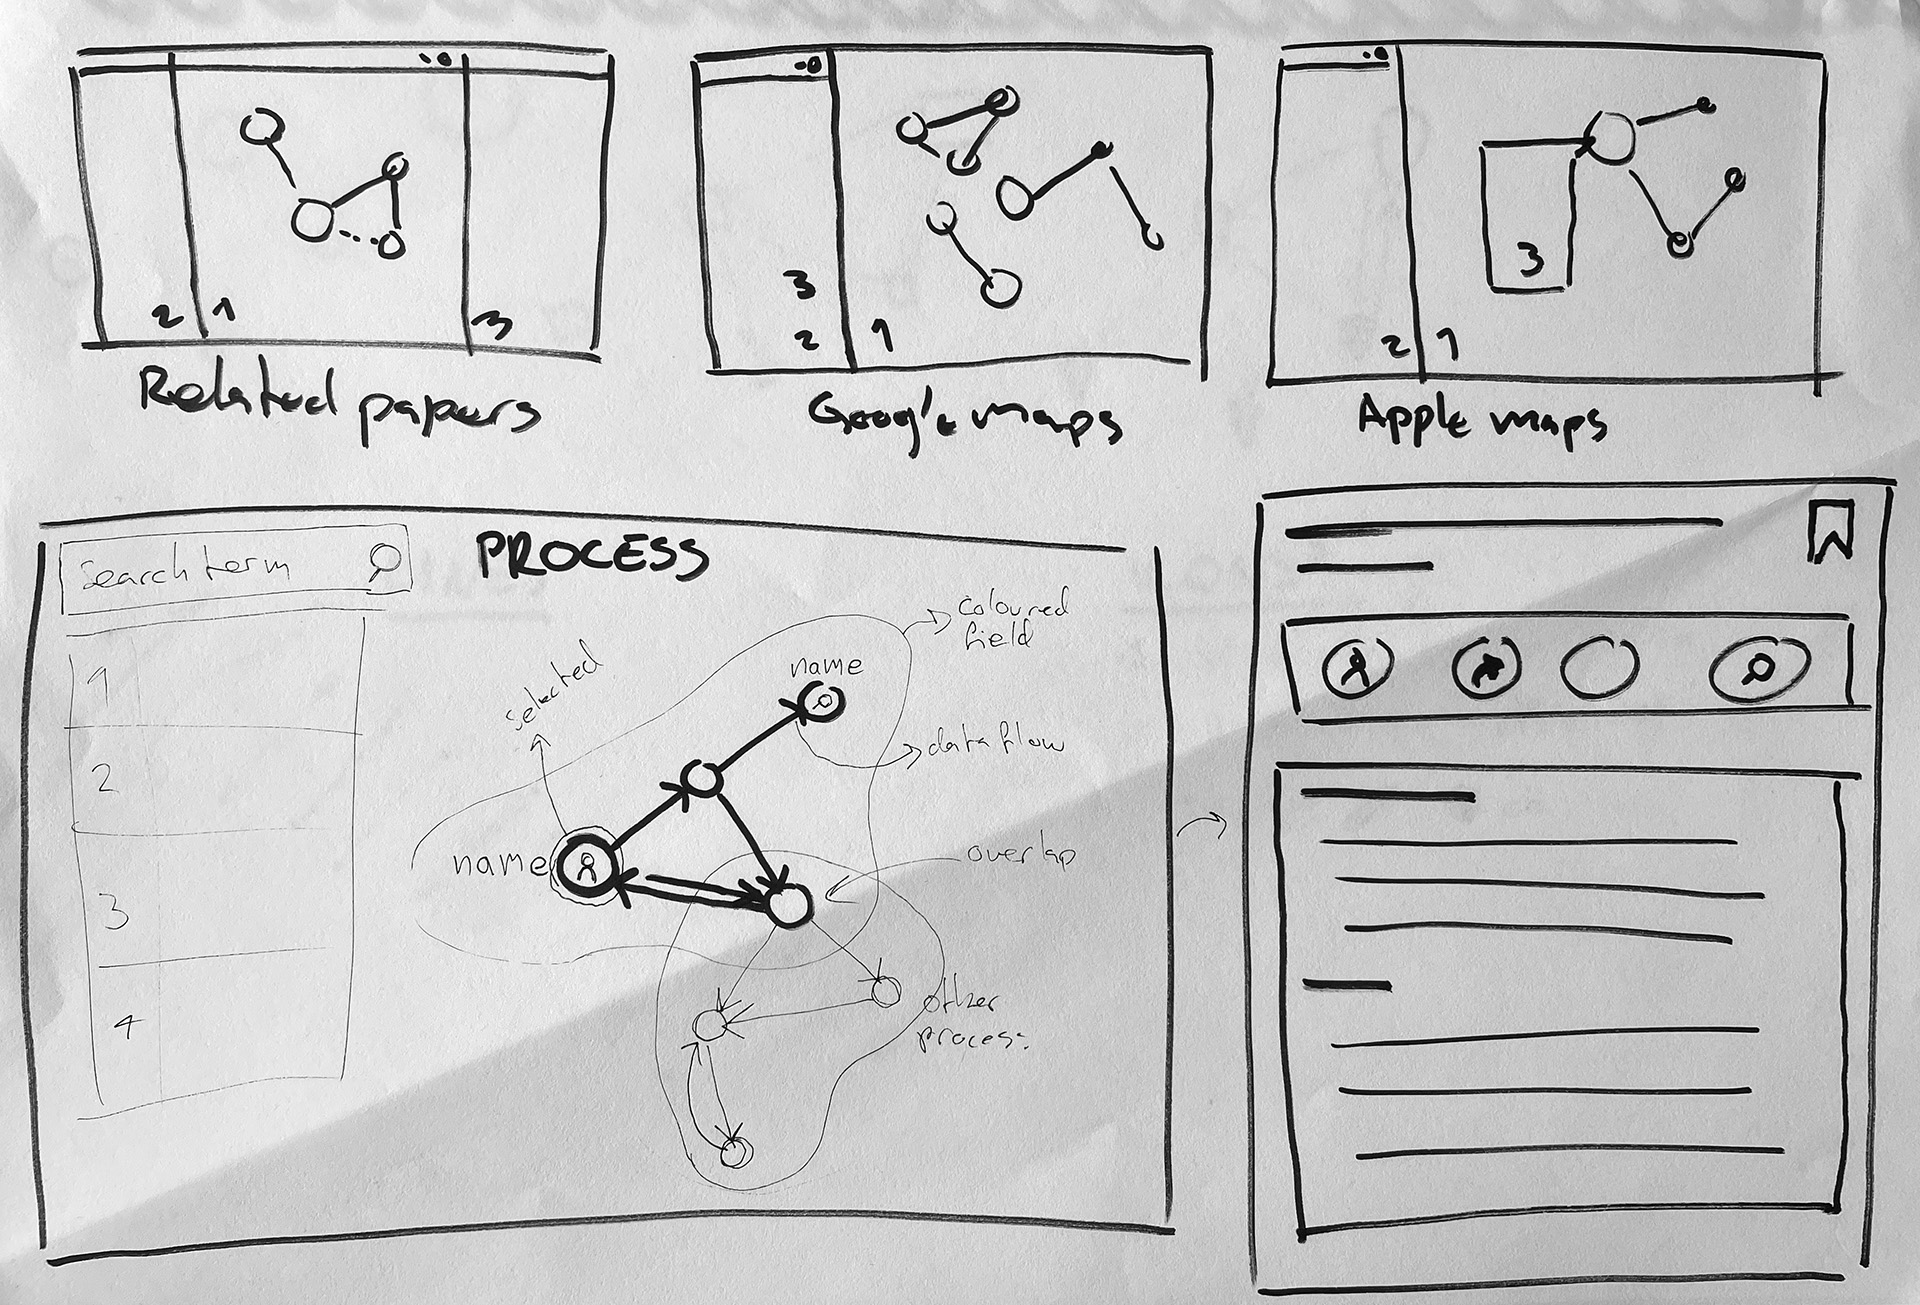 2 1
3
Related papers
3
2 1
Google maps
3
2 1
Apple maps
Search term
PROCESS
1
2
3
4
selected
name
coloured
field
data flow
name
overlap
other
process.